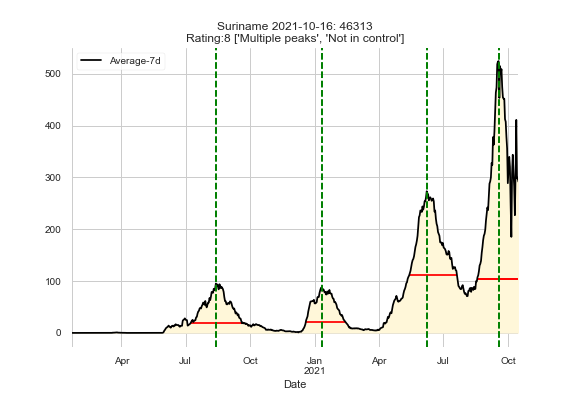 Suriname 2021-10-16: 46313
Rating:8 ['Multiple peaks', 'Not in control']
Average-7d
500
400
300
200
100
0
Apr Jul Oct Jan Apr Jul Oct
2021
Date